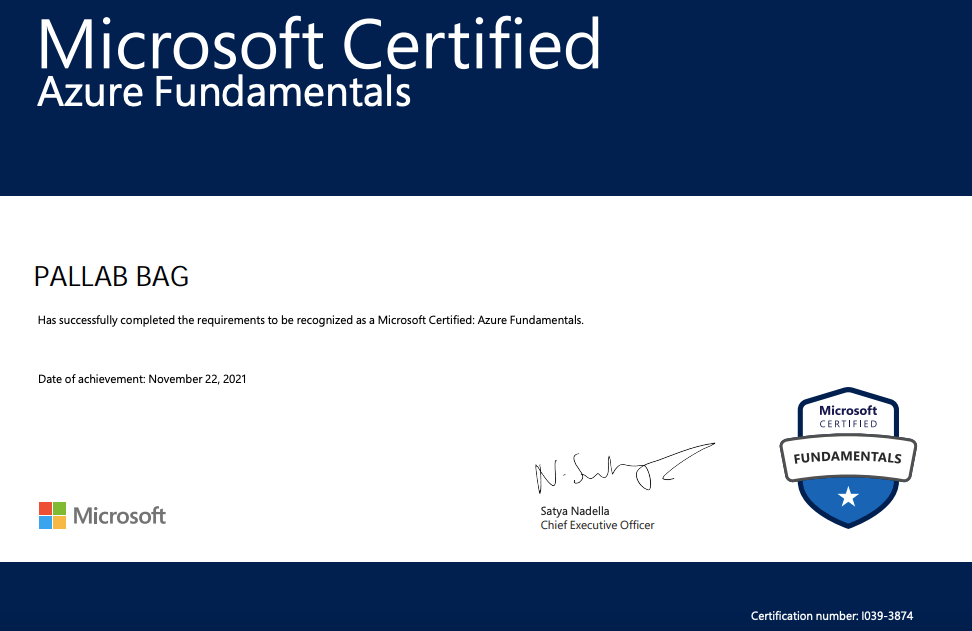 Microsoft Certified
Azure Fundamentals
PALLAB BAG
Has successfully completed the requirements to be recognized as a Microsoft Certified: Azure Fundamentals.
Date of achievement: November 22, 2021
Microsoft
CERTIFIED
FUNDAMENTALS
Microsoft
Satya Nadella
Chief Executive Officer
Certification number: I039-3874